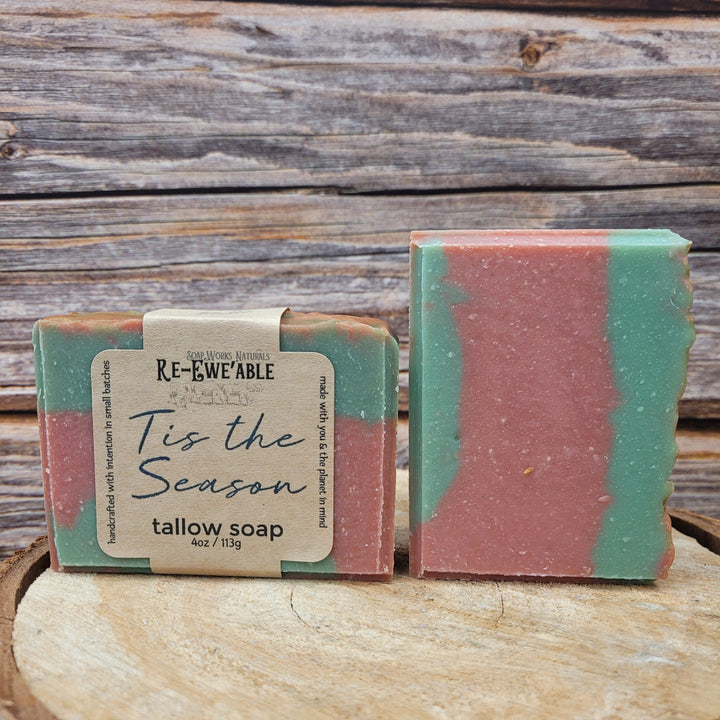 Soap Works Naturals
Re-Ewe'able
Tis the
Season
tallow soap
4oz / 113g
handcrafted with intention in small batches
made with you & the planet in mind